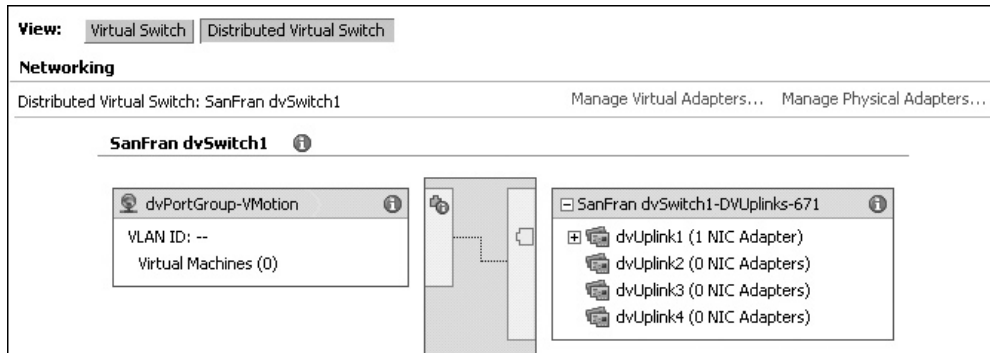 View: Virtual Switch Distributed Virtual Switch
Networking
Distributed Virtual Switch: SanFran dvSwitch1 Manage Virtual Adapters... Manage Physical Adapters...
SanFran dvSwitch1
dvPortGroup-VMotion
VLAN ID: --
Virtual Machines (0)
SanFran dvSwitch1-DVUplinks-671
dvUplink1 (1 NIC Adapter)
dvUplink2 (0 NIC Adapters)
dvUplink3 (0 NIC Adapters)
dvUplink4 (0 NIC Adapters)